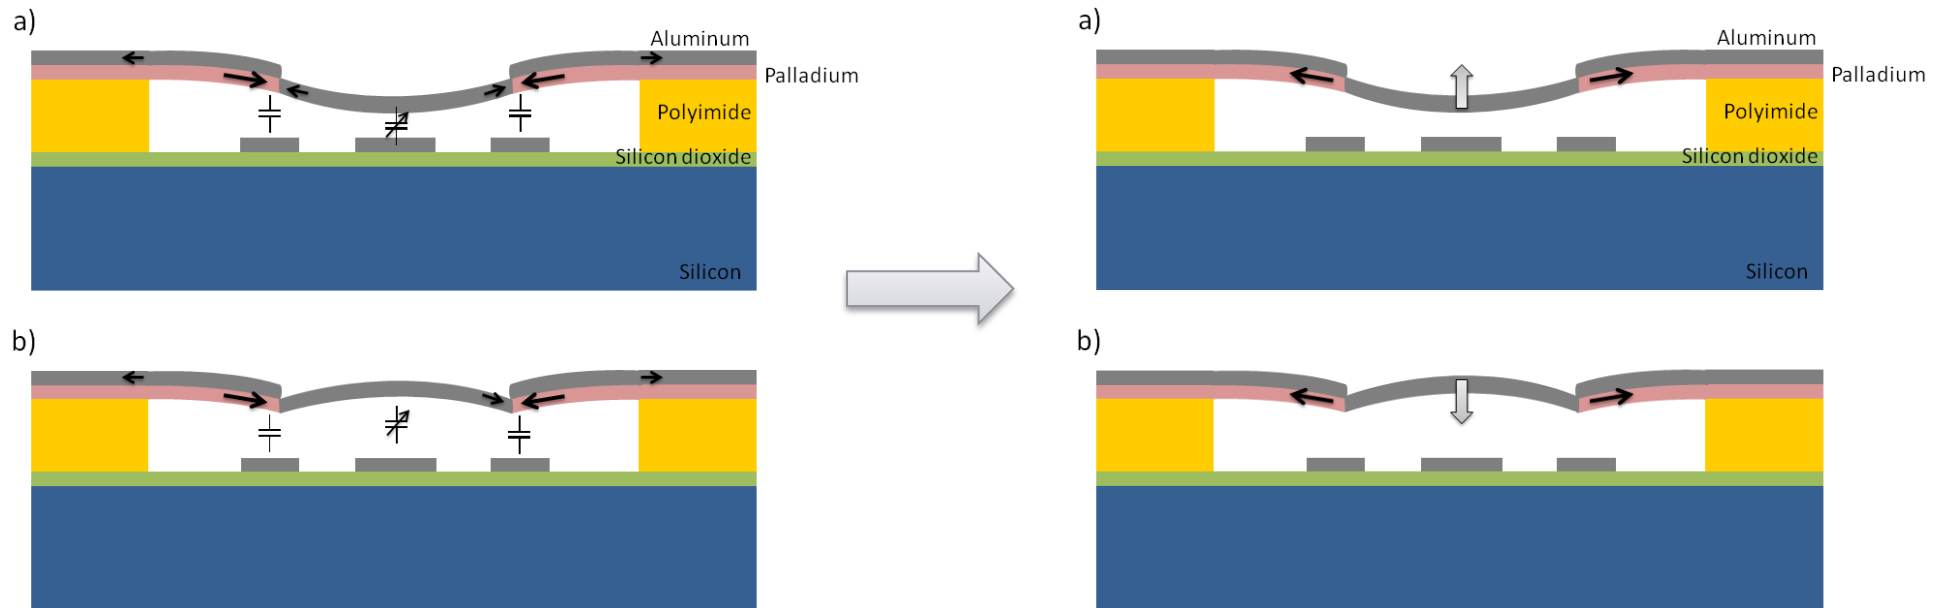 a)
Aluminum
Palladium
Polyimide
Silicon dioxide
Silicon
b)
a)
Aluminum
Palladium
Polyimide
Silicon dioxide
Silicon
b)